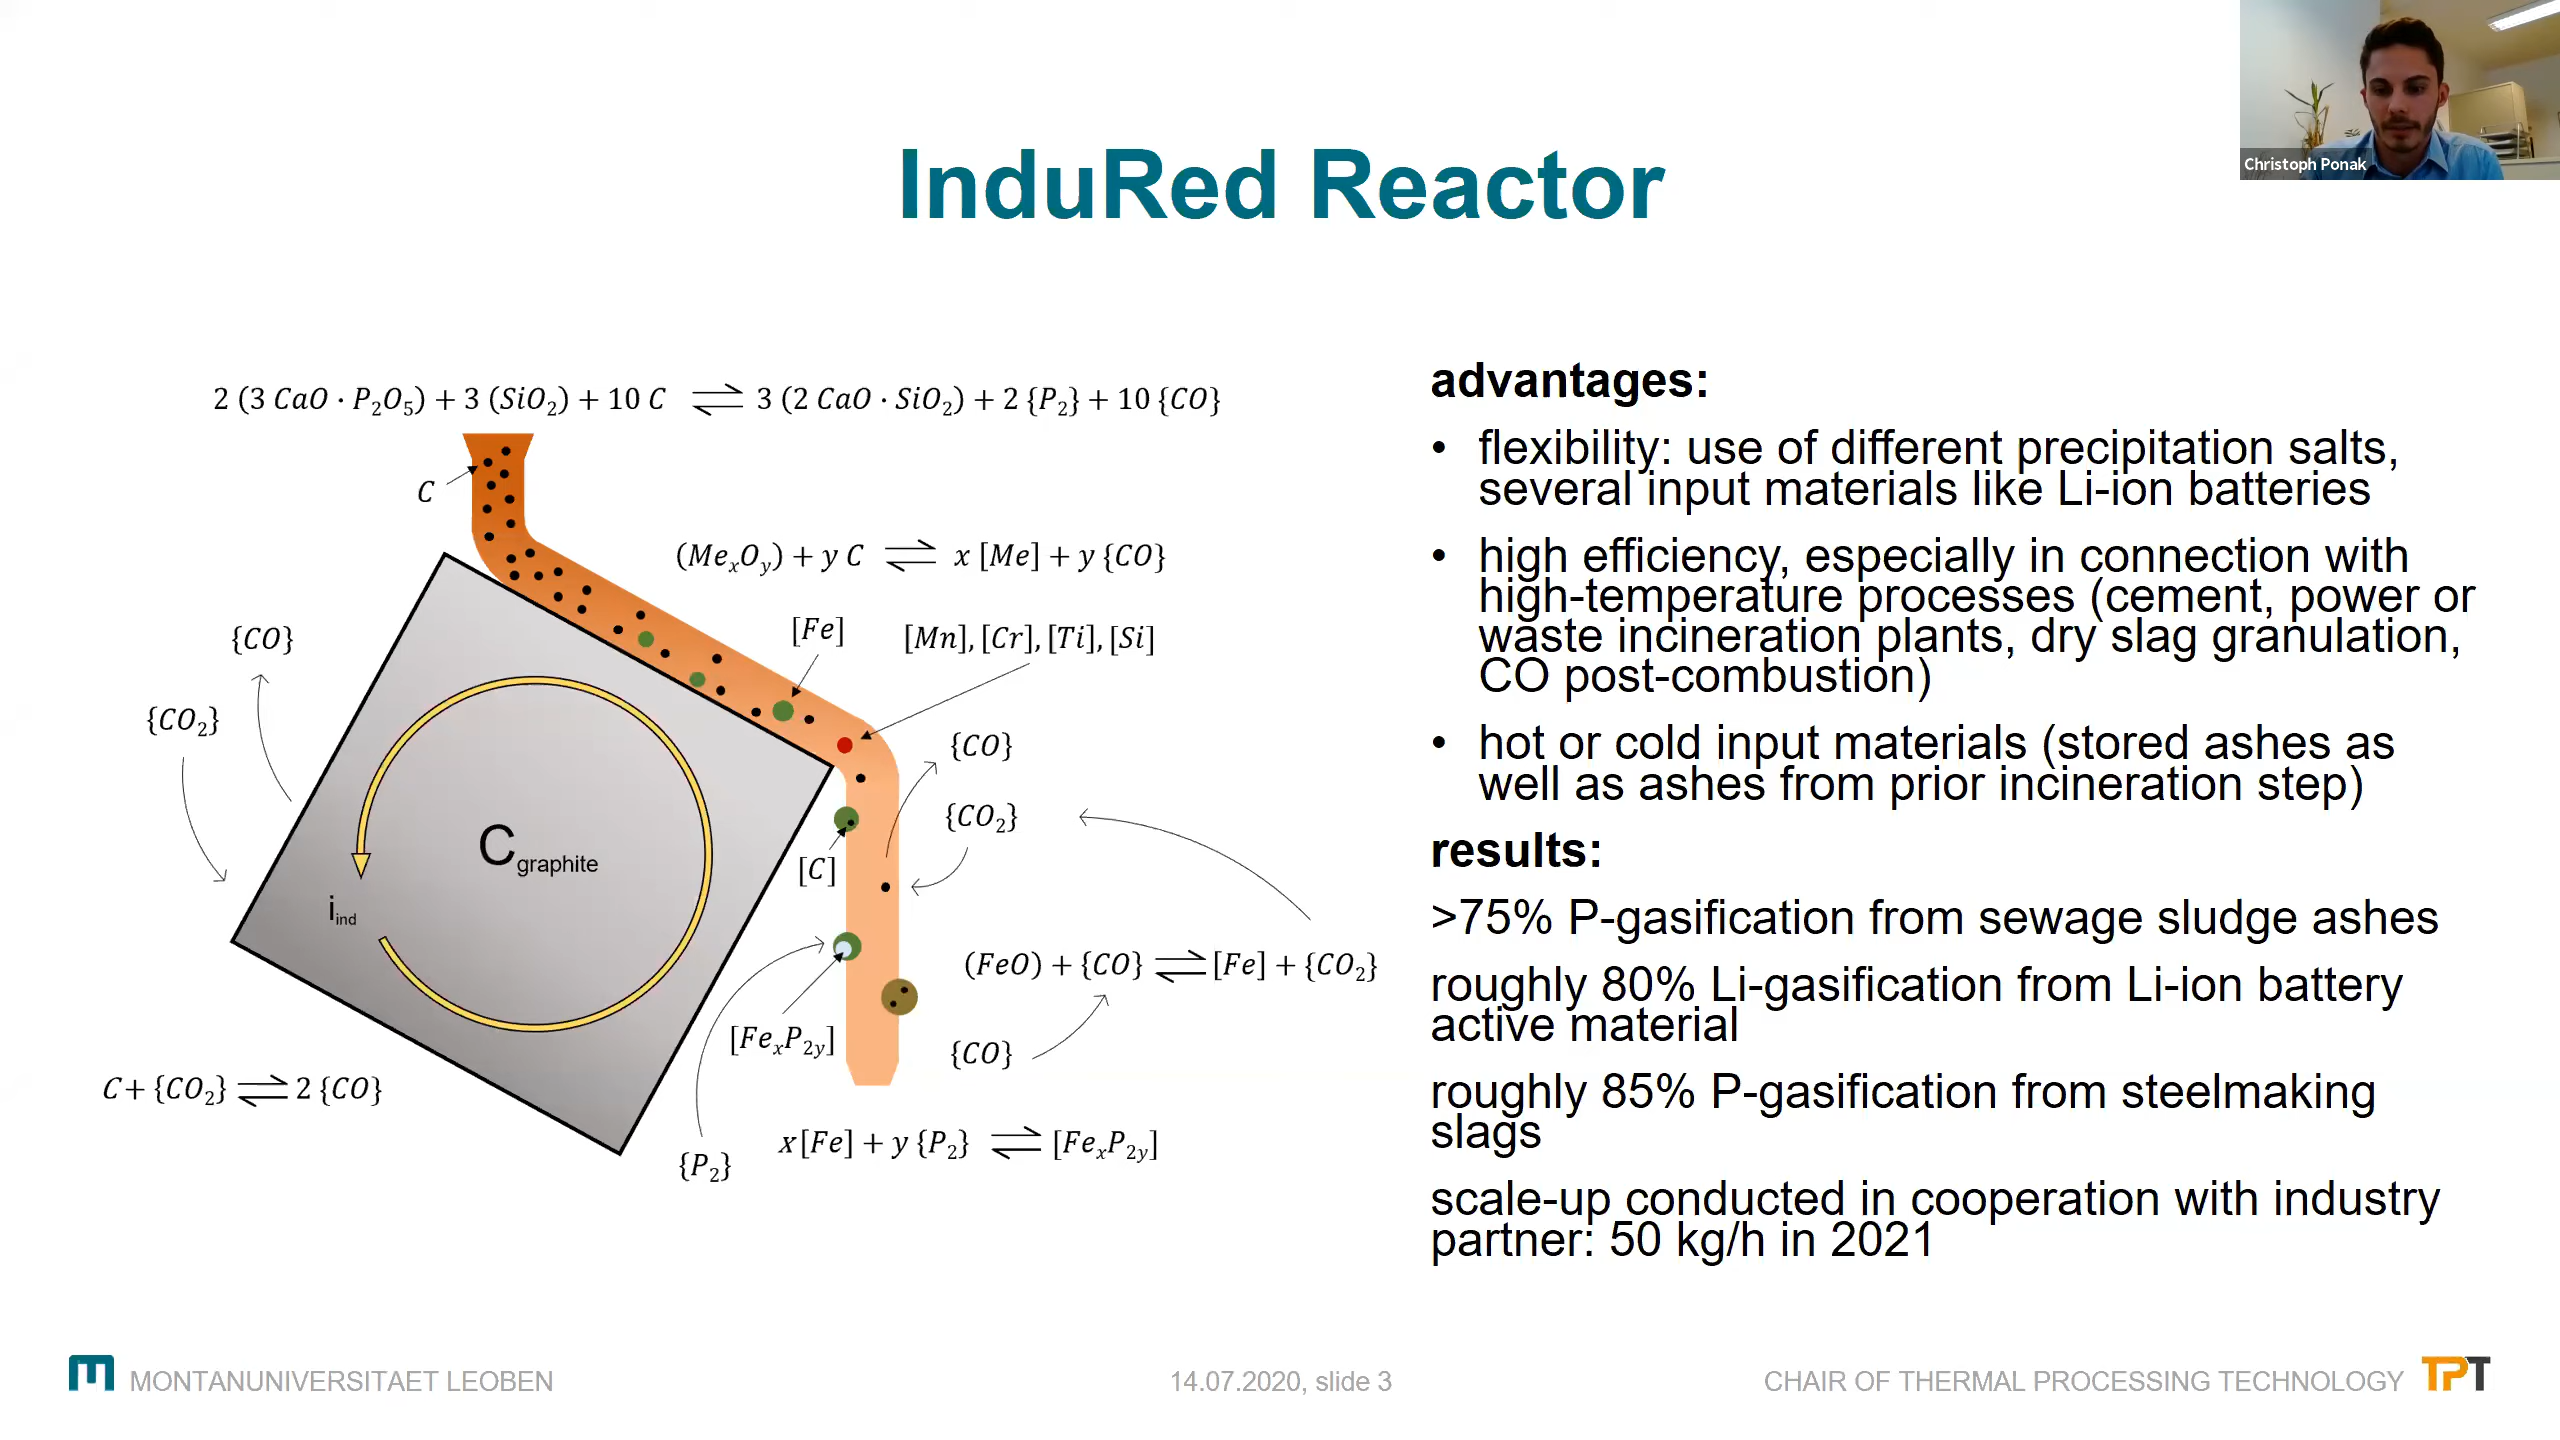 Christoph Ponak
InduRed Reactor
2 (3 CaO · P₂O₅) + 3 (SiO₂) + 10 C ⇌ 3 (2 CaO · SiO₂) + 2 {P₂} + 10 {CO}
C
(MeₓOᵧ) + y C ⇌ x [Me] + y {CO}
[Fe]
[Mn], [Cr], [Ti], [Si]
{CO}
{CO₂}
{CO}
{CO₂}
C graphite
[C]
i ind
(FeO) + {CO} ⇌ [Fe] + {CO₂}
[FeₓP₂ᵧ]
{CO}
C + {CO₂} ⇌ 2 {CO}
x [Fe] + y {P₂} ⇌ [FeₓP₂ᵧ]
{P₂}
advantages:
• flexibility: use of different precipitation salts,
several input materials like Li-ion batteries
• high efficiency, especially in connection with
high-temperature processes (cement, power or
waste incineration plants, dry slag granulation,
CO post-combustion)
• hot or cold input materials (stored ashes as
well as ashes from prior incineration step)
results:
>75% P-gasification from sewage sludge ashes
roughly 80% Li-gasification from Li-ion battery
active material
roughly 85% P-gasification from steelmaking
slags
scale-up conducted in cooperation with industry
partner: 50 kg/h in 2021
MONTANUNIVERSITAET LEOBEN
14.07.2020, slide 3
CHAIR OF THERMAL PROCESSING TECHNOLOGY
TPT